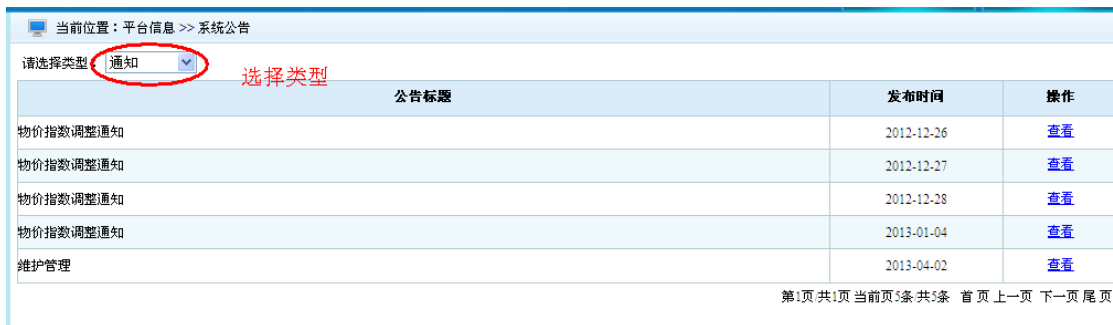 当前位置：平台信息 >> 系统公告
请选择类型： 通知 选择类型
公告标题 发布时间 操作
物价指数调整通知 2012-12-26 查看
物价指数调整通知 2012-12-27 查看
物价指数调整通知 2012-12-28 查看
物价指数调整通知 2013-01-04 查看
维护管理 2013-04-02 查看
第1页/共1页 当前页5条/共5条 首 页 上一页 下一页 尾 页